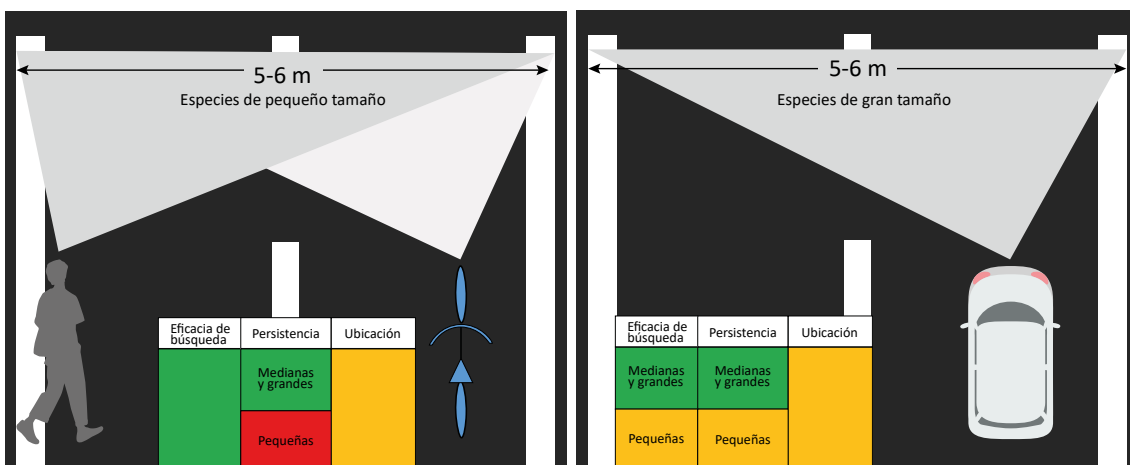 5-6 m
Especies de pequeño tamaño
Eficacia de
búsqueda
Persistencia
Ubicación
Medianas
y grandes
Pequeñas
5-6 m
Especies de gran tamaño
Eficacia de
búsqueda
Persistencia
Ubicación
Medianas
y grandes
Medianas
y grandes
Pequeñas
Pequeñas